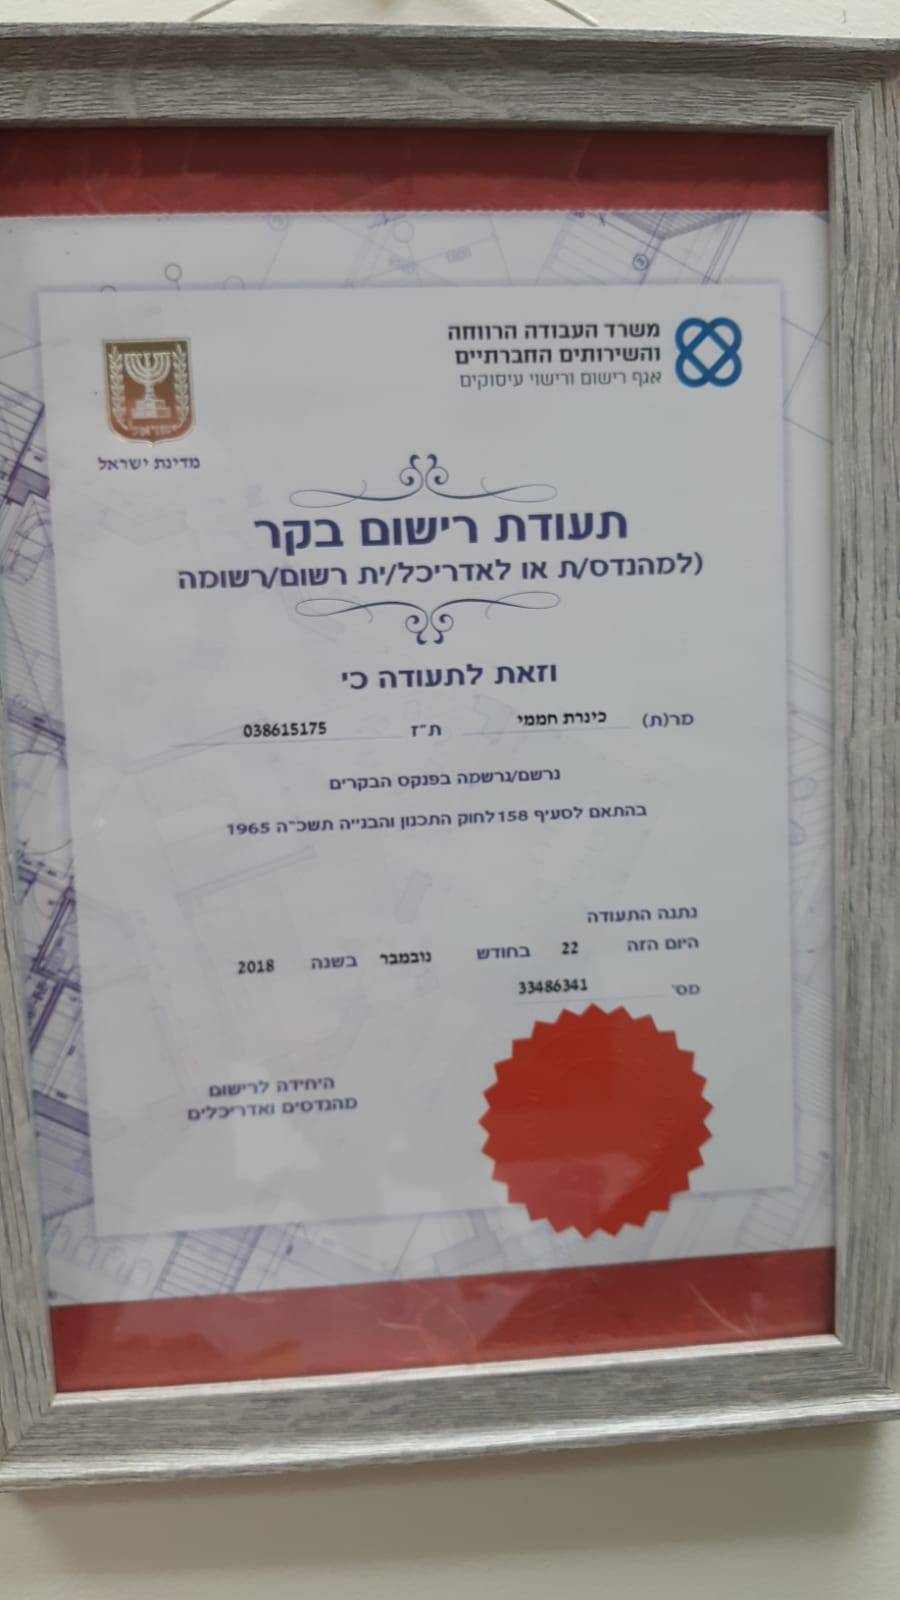 משרד העבודה הרווחה
והשירותים החברתיים
אגף רישום ורישוי עיסוקים
מדינת ישראל
תעודת רישום בקר
(למהנדס/ת או לאדריכל/ית רשום/רשומה
וזאת לתעודה כי
מר(ת) כינרת חממי ת״ז 038615175
נרשם/נרשמה בפנקס הבקרים
בהתאם לסעיף 158 לחוק התכנון והבנייה תשכ״ה 1965
נתנה התעודה
היום הזה 22 בחודש נובמבר בשנה 2018
מס' 33486341
היחידה לרישום
מהנדסים ואדריכלים